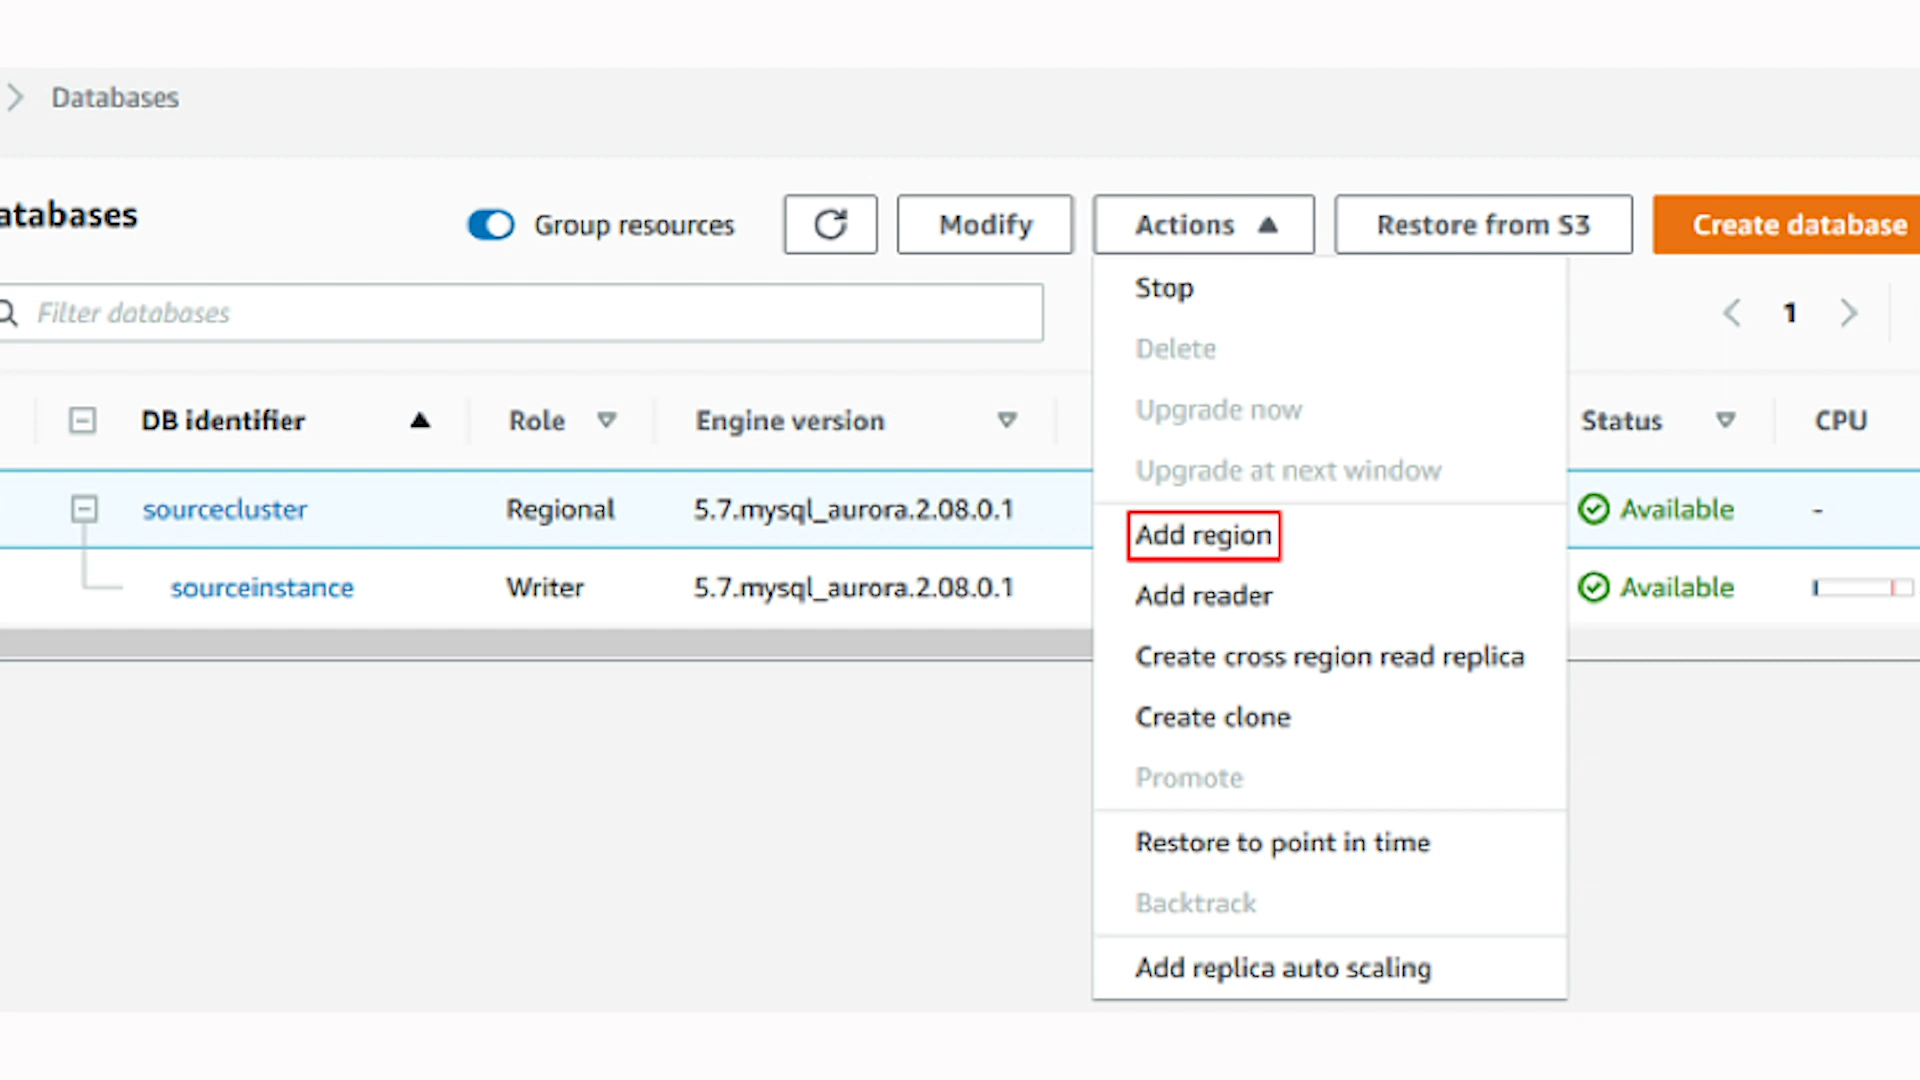 Databases
atabases
Group resources
Modify
Actions
Restore from S3
Create database
Filter databases
1
DB identifier
Role
Engine version
Status
CPU
sourcecluster
Regional
5.7.mysql_aurora.2.08.0.1
Available
-
sourceinstance
Writer
5.7.mysql_aurora.2.08.0.1
Available
Stop
Delete
Upgrade now
Upgrade at next window
Add region
Add reader
Create cross region read replica
Create clone
Promote
Restore to point in time
Backtrack
Add replica auto scaling